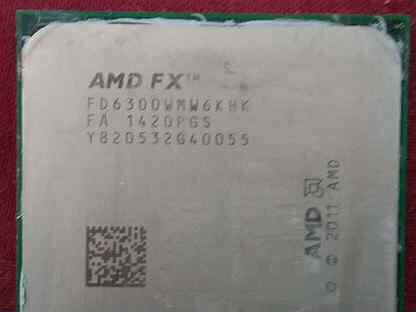 AMD FX™
FD6300WMW6KHK
FA 1420PGS
Y820532G40055
AMD
© 2011 AMD